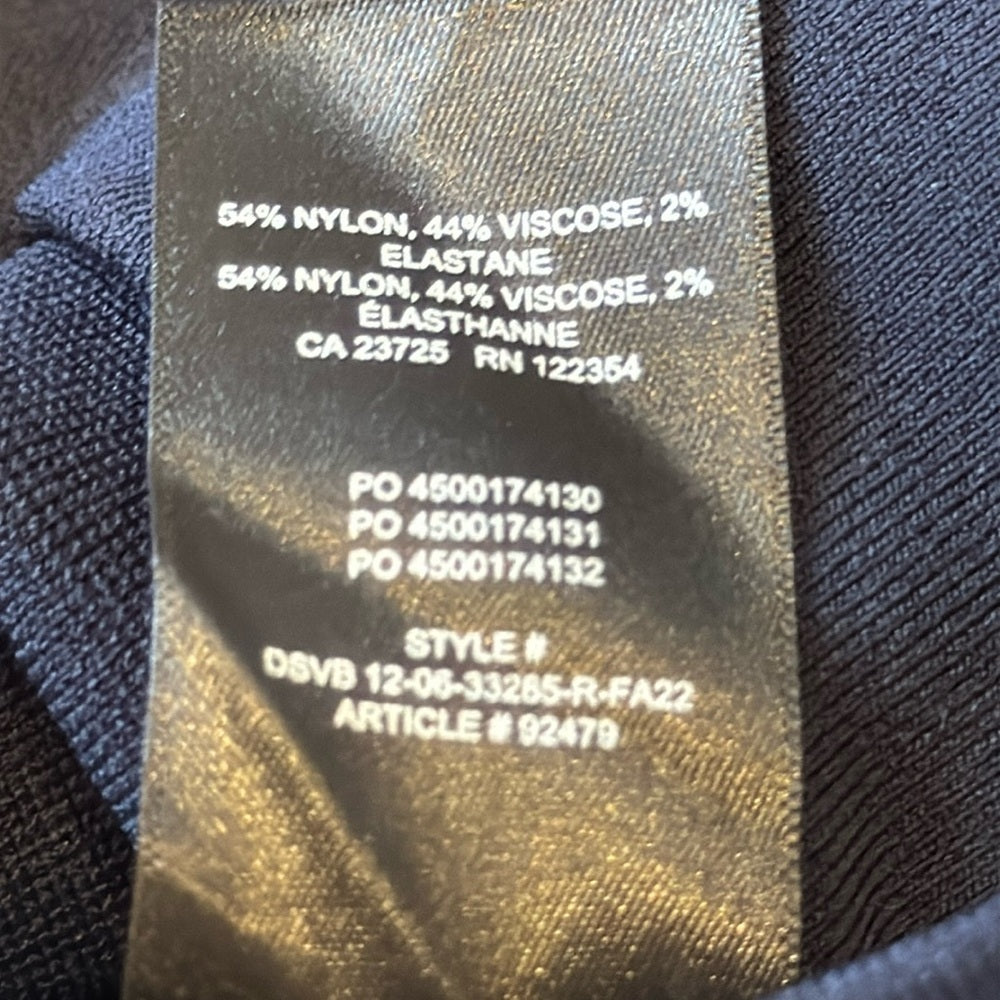 54% NYLON, 44% VISCOSE, 2%
ELASTANE
54% NYLON, 44% VISCOSE, 2%
ÉLASTHANNE
CA 23725 RN 122354
PO 4500174130
PO 4500174131
PO 4500174132
STYLE #
DSVB 12-06-33285-R-FA22
ARTICLE # 92479